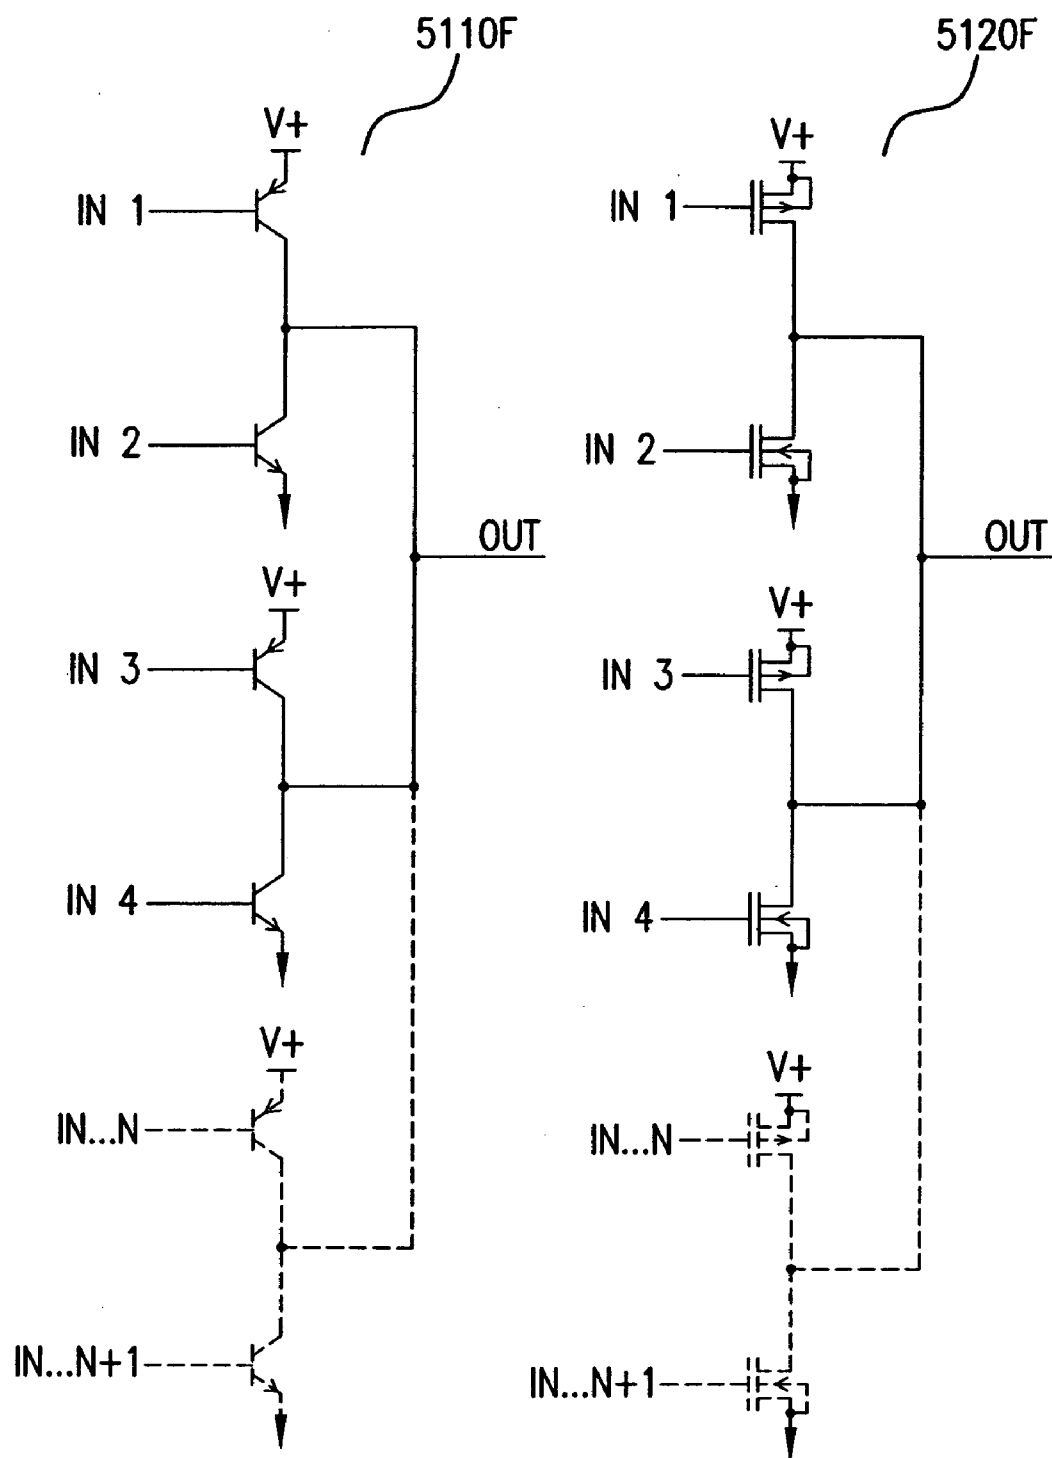 5110F
V+
IN 1
IN 2
OUT
V+
IN 3
IN 4
V+
IN...N
IN...N+1
5120F
V+
IN 1
IN 2
OUT
V+
IN 3
IN 4
V+
IN...N
IN...N+1